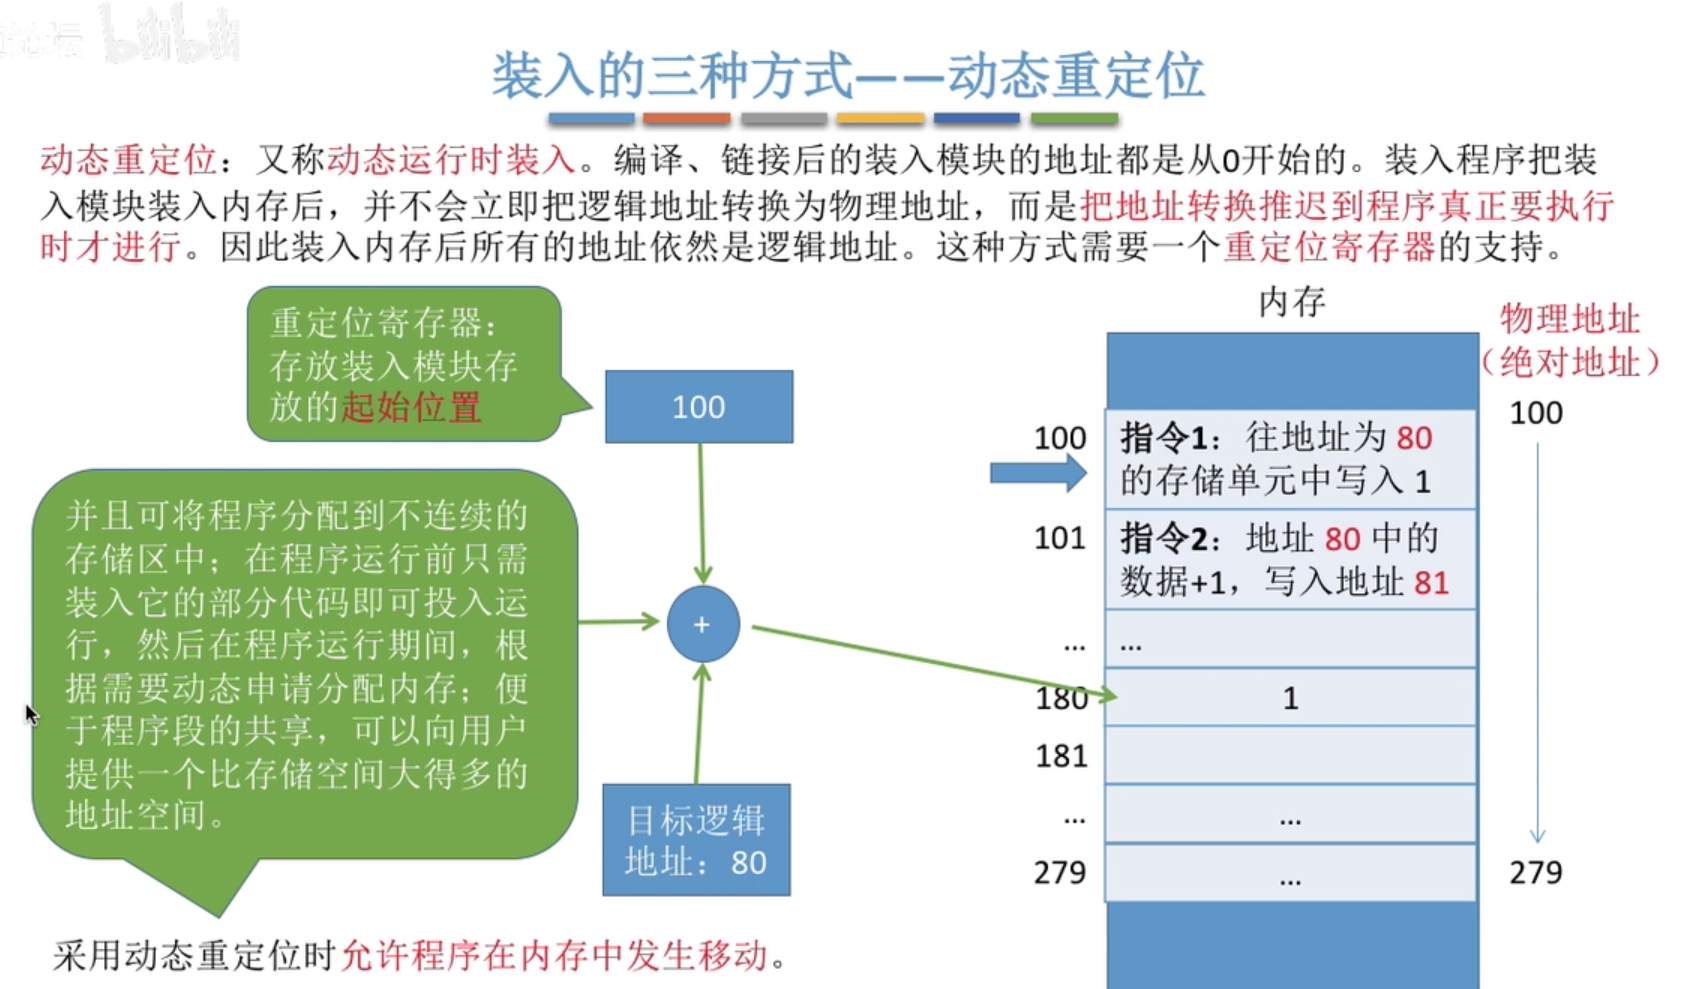 论坛 bilibili
装入的三种方式——动态重定位
动态重定位：又称动态运行时装入。编译、链接后的装入模块的地址都是从0开始的。装入程序把装
入模块装入内存后，并不会立即把逻辑地址转换为物理地址，而是把地址转换推迟到程序真正要执行
时才进行。因此装入内存后所有的地址依然是逻辑地址。这种方式需要一个重定位寄存器的支持。
重定位寄存器：
存放装入模块存
放的起始位置
100
并且可将程序分配到不连续的
存储区中；在程序运行前只需
装入它的部分代码即可投入运
行，然后在程序运行期间，根
据需要动态申请分配内存；便
于程序段的共享，可以向用户
提供一个比存储空间大得多的
地址空间。
+
目标逻辑
地址：80
采用动态重定位时允许程序在内存中发生移动。
内存
物理地址
（绝对地址）
100
100
指令1：往地址为 80
的存储单元中写入 1
101
指令2：地址 80 中的
数据+1，写入地址 81
...
...
180
1
181
...
...
279
...
279